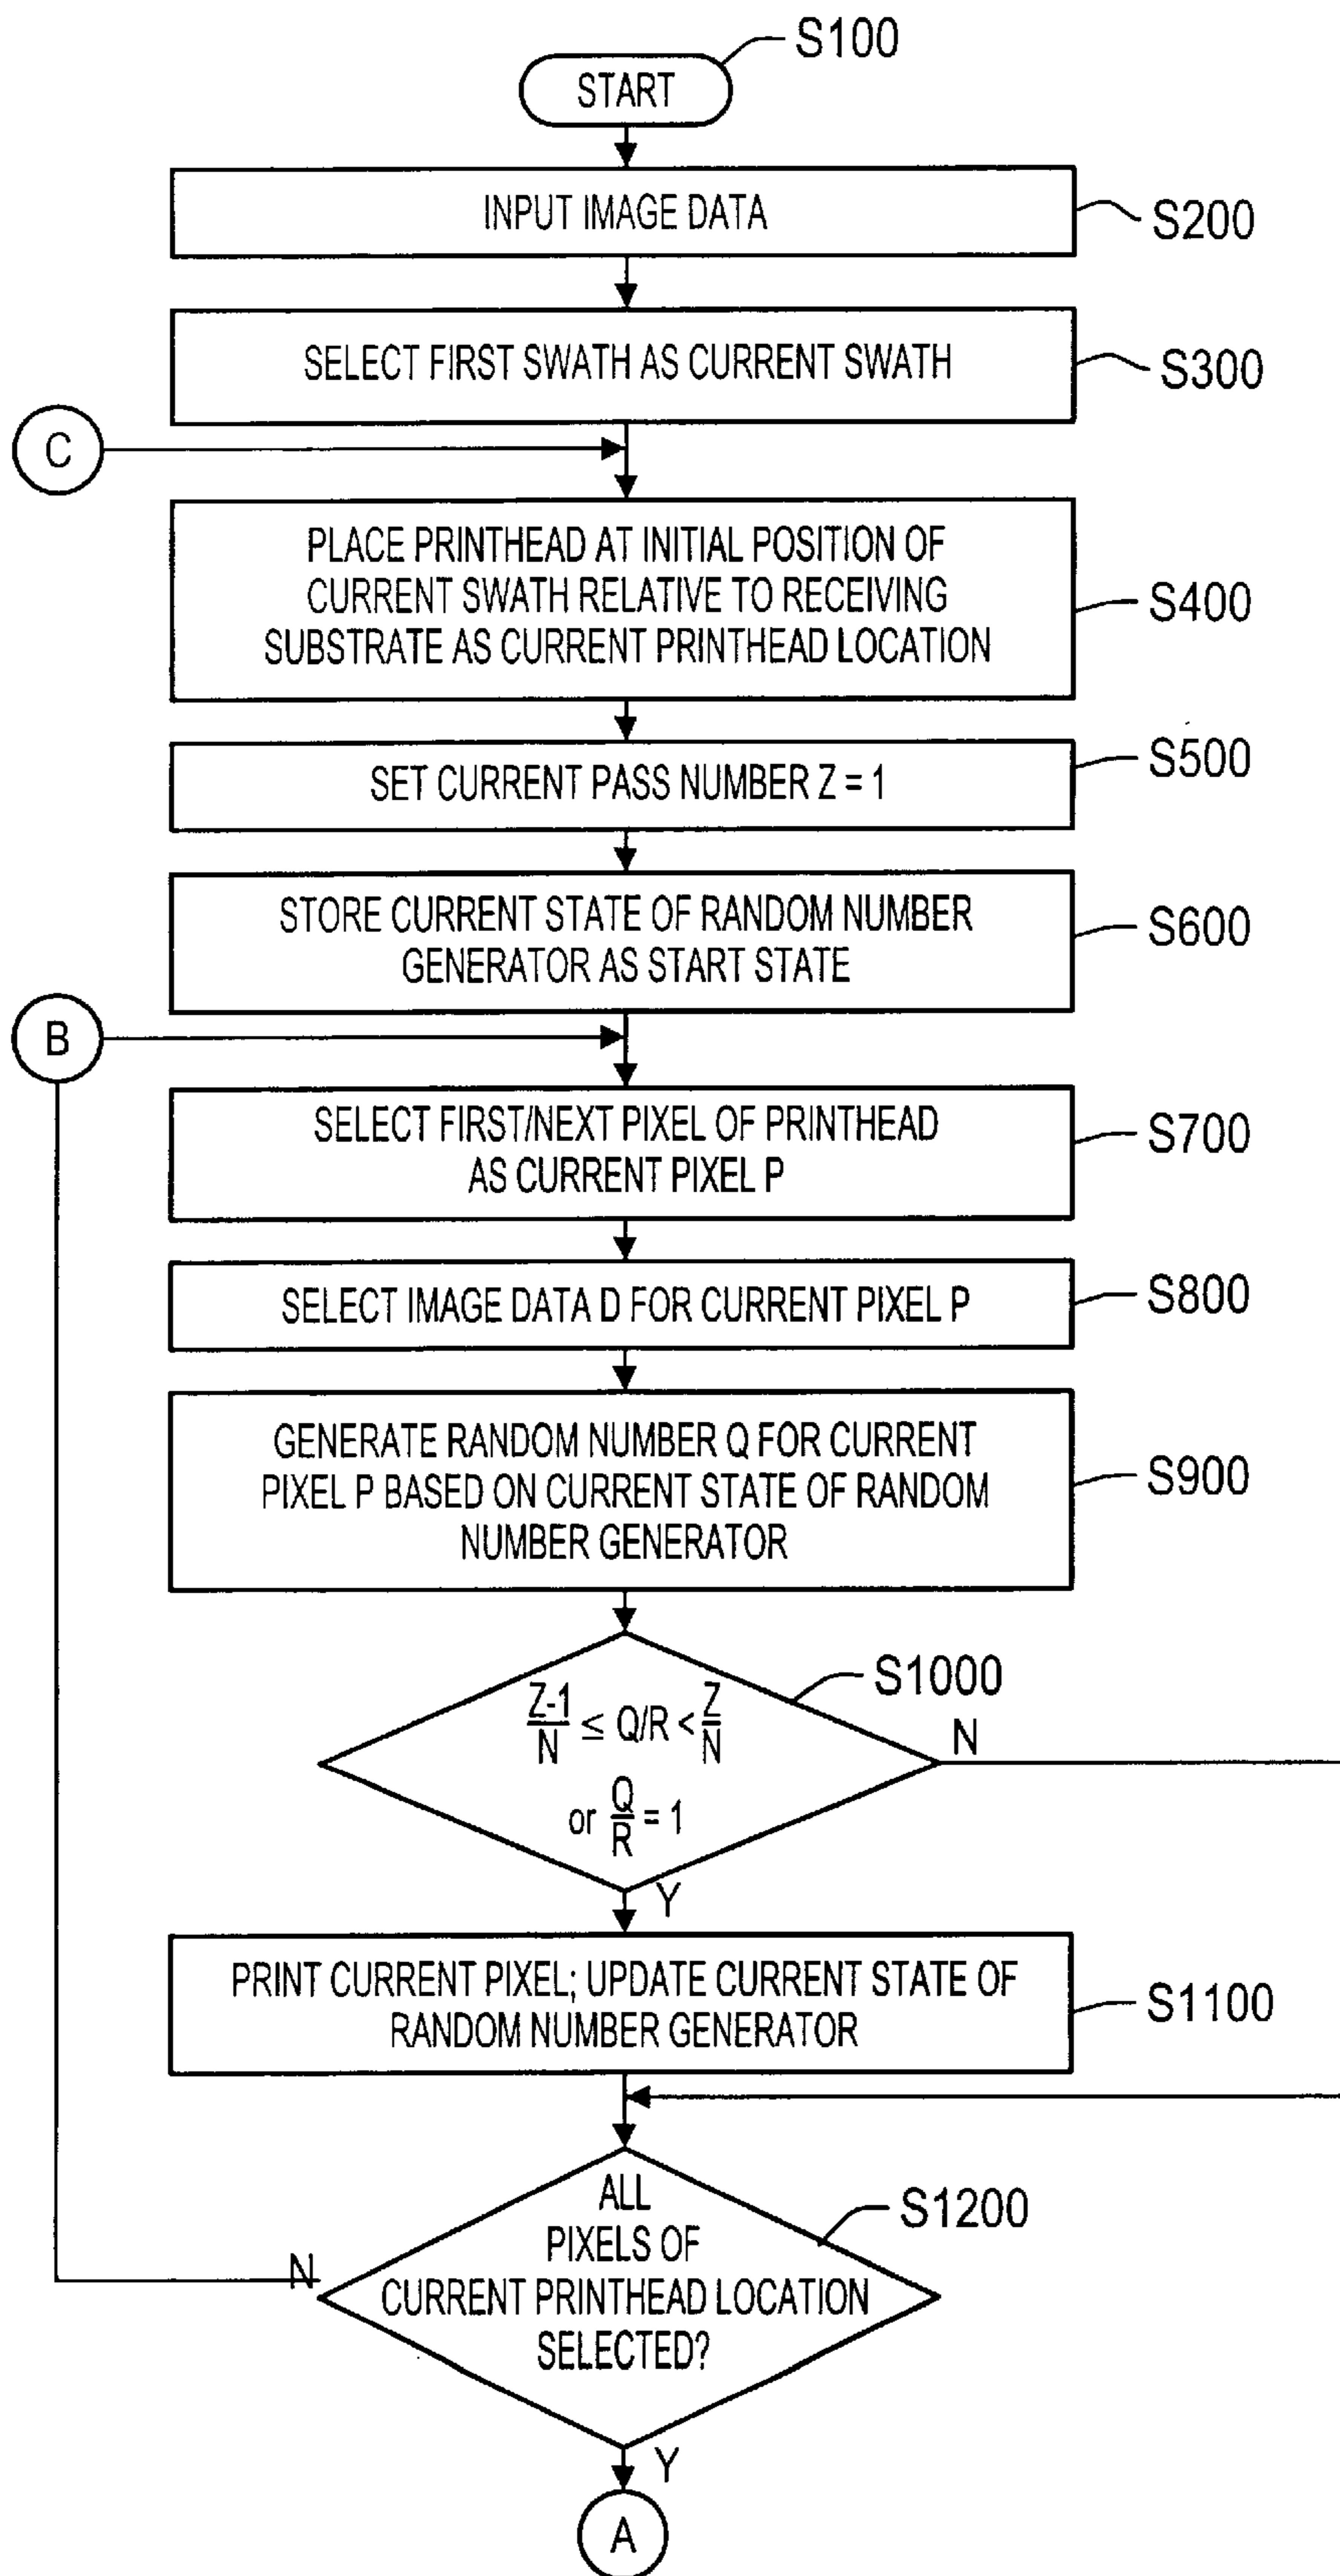 START
S100
INPUT IMAGE DATA
S200
SELECT FIRST SWATH AS CURRENT SWATH
S300
C
PLACE PRINTHEAD AT INITIAL POSITION OF
CURRENT SWATH RELATIVE TO RECEIVING
SUBSTRATE AS CURRENT PRINTHEAD LOCATION
S400
SET CURRENT PASS NUMBER Z = 1
S500
STORE CURRENT STATE OF RANDOM NUMBER
GENERATOR AS START STATE
S600
B
SELECT FIRST/NEXT PIXEL OF PRINTHEAD
AS CURRENT PIXEL P
S700
SELECT IMAGE DATA D FOR CURRENT PIXEL P
S800
GENERATE RANDOM NUMBER Q FOR CURRENT
PIXEL P BASED ON CURRENT STATE OF RANDOM
NUMBER GENERATOR
S900
Z-1/N ≤ Q/R < Z/N
or Q/R = 1
S1000
N
Y
PRINT CURRENT PIXEL; UPDATE CURRENT STATE OF
RANDOM NUMBER GENERATOR
S1100
ALL
PIXELS OF
CURRENT PRINTHEAD LOCATION
SELECTED?
S1200
N
Y
A